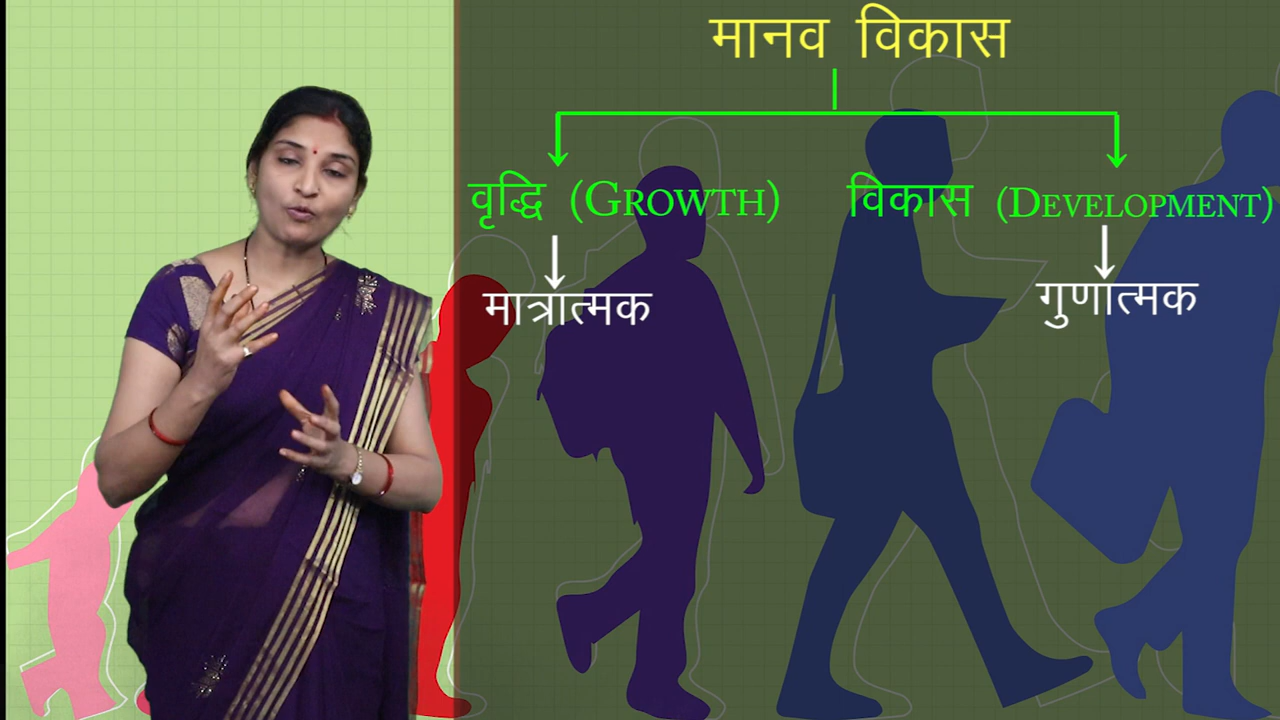 मानव विकास
वृद्धि (GROWTH) विकास (DEVELOPMENT)
मात्रात्मक गुणात्मक